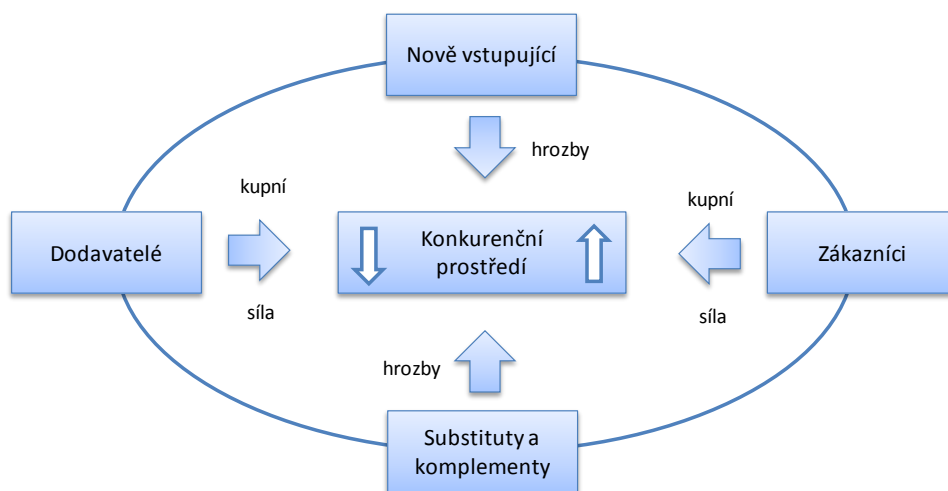 Nově vstupující
hrozby
kupní
kupní
Dodavatelé
Konkurenční
prostředí
Zákazníci
síla
síla
hrozby
Substituty a
komplementy